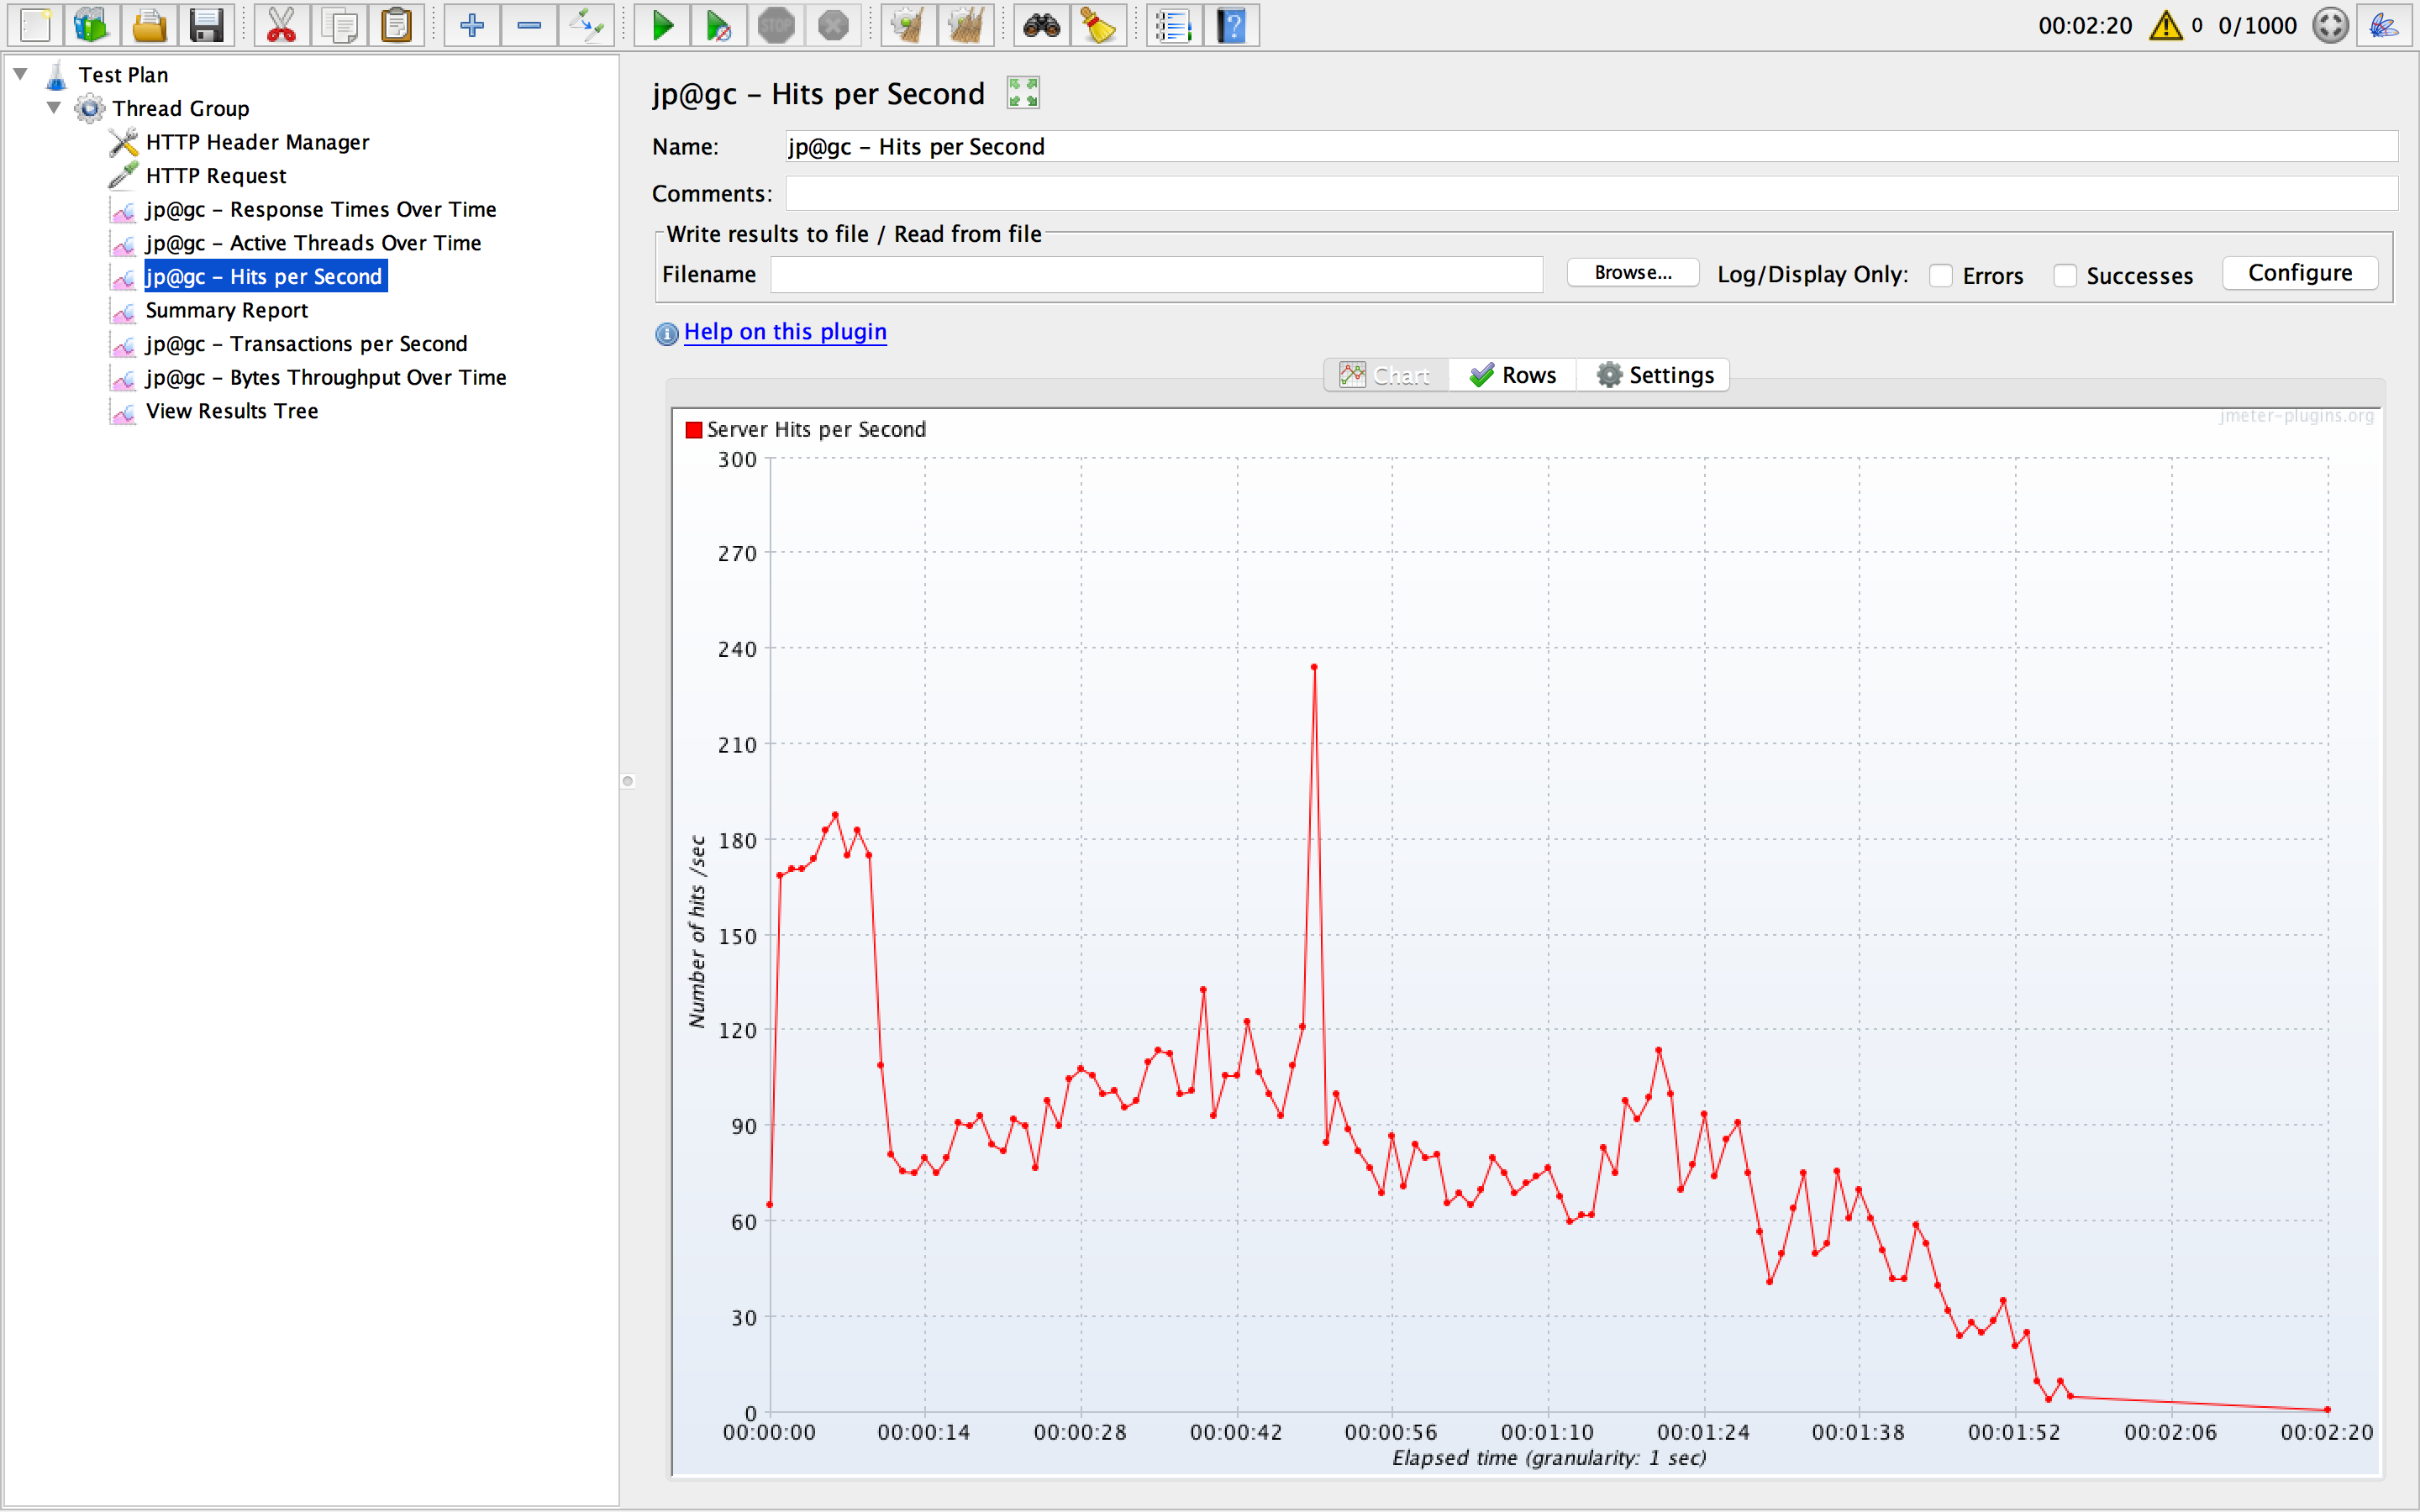 STOP
00:02:20 0 0/1000
Test Plan
Thread Group
HTTP Header Manager
HTTP Request
jp@gc - Response Times Over Time
jp@gc - Active Threads Over Time
jp@gc - Hits per Second
Summary Report
jp@gc - Transactions per Second
jp@gc - Bytes Throughput Over Time
View Results Tree
jp@gc - Hits per Second
Name: jp@gc - Hits per Second
Comments:
Write results to file / Read from file
Filename Browse... Log/Display Only: Errors Successes Configure
Help on this plugin
Chart Rows Settings
jmeter-plugins.org
Server Hits per Second
300
270
240
210
180
150
120
90
60
30
0
Number of hits /sec
00:00:00 00:00:14 00:00:28 00:00:42 00:00:56 00:01:10 00:01:24 00:01:38 00:01:52 00:02:06 00:02:20
Elapsed time (granularity: 1 sec)